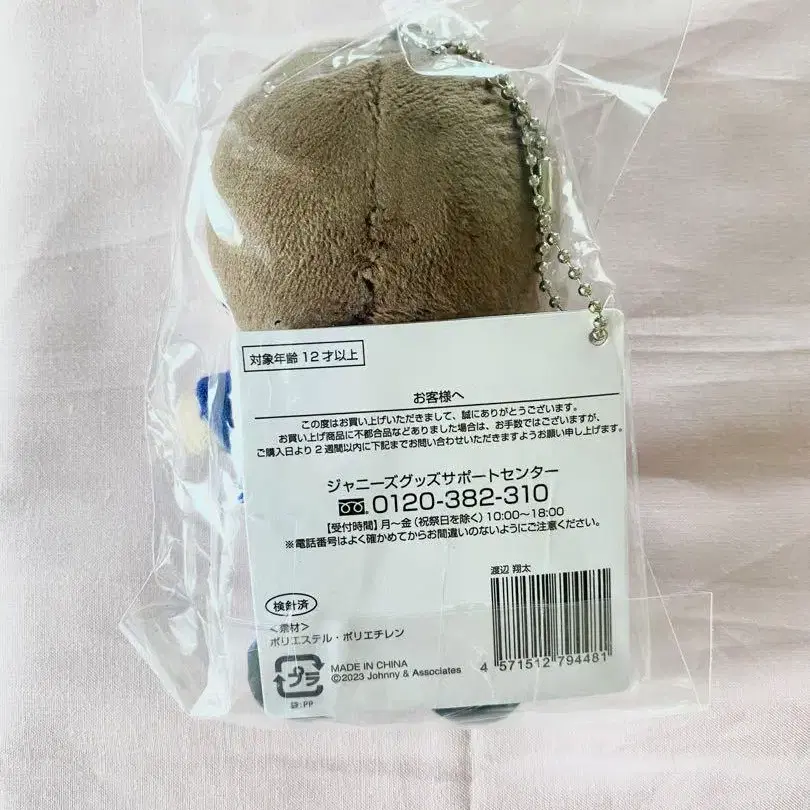 対象年齢12才以上
お客様へ
この度はお買い上げいただきまして、誠にありがとうございます。
お買い上げ商品に不都合品などありました場合は、お手数ではございますが、
ご購入日より2週間以内に下記までお問い合わせいただきますようお願い申し上げます。
ジャニーズグッズサポートセンター
0120-382-310
【受付時間】月～金(祝祭日を除く)10:00～18:00
※電話番号はよく確かめてからお間違いのないようにご注意ください。
渡辺 翔太
検針済
<素材>
ポリエステル・ポリエチレン
プラ
袋:PP
MADE IN CHINA
©2023 Johnny & Associates
4 571512 794481